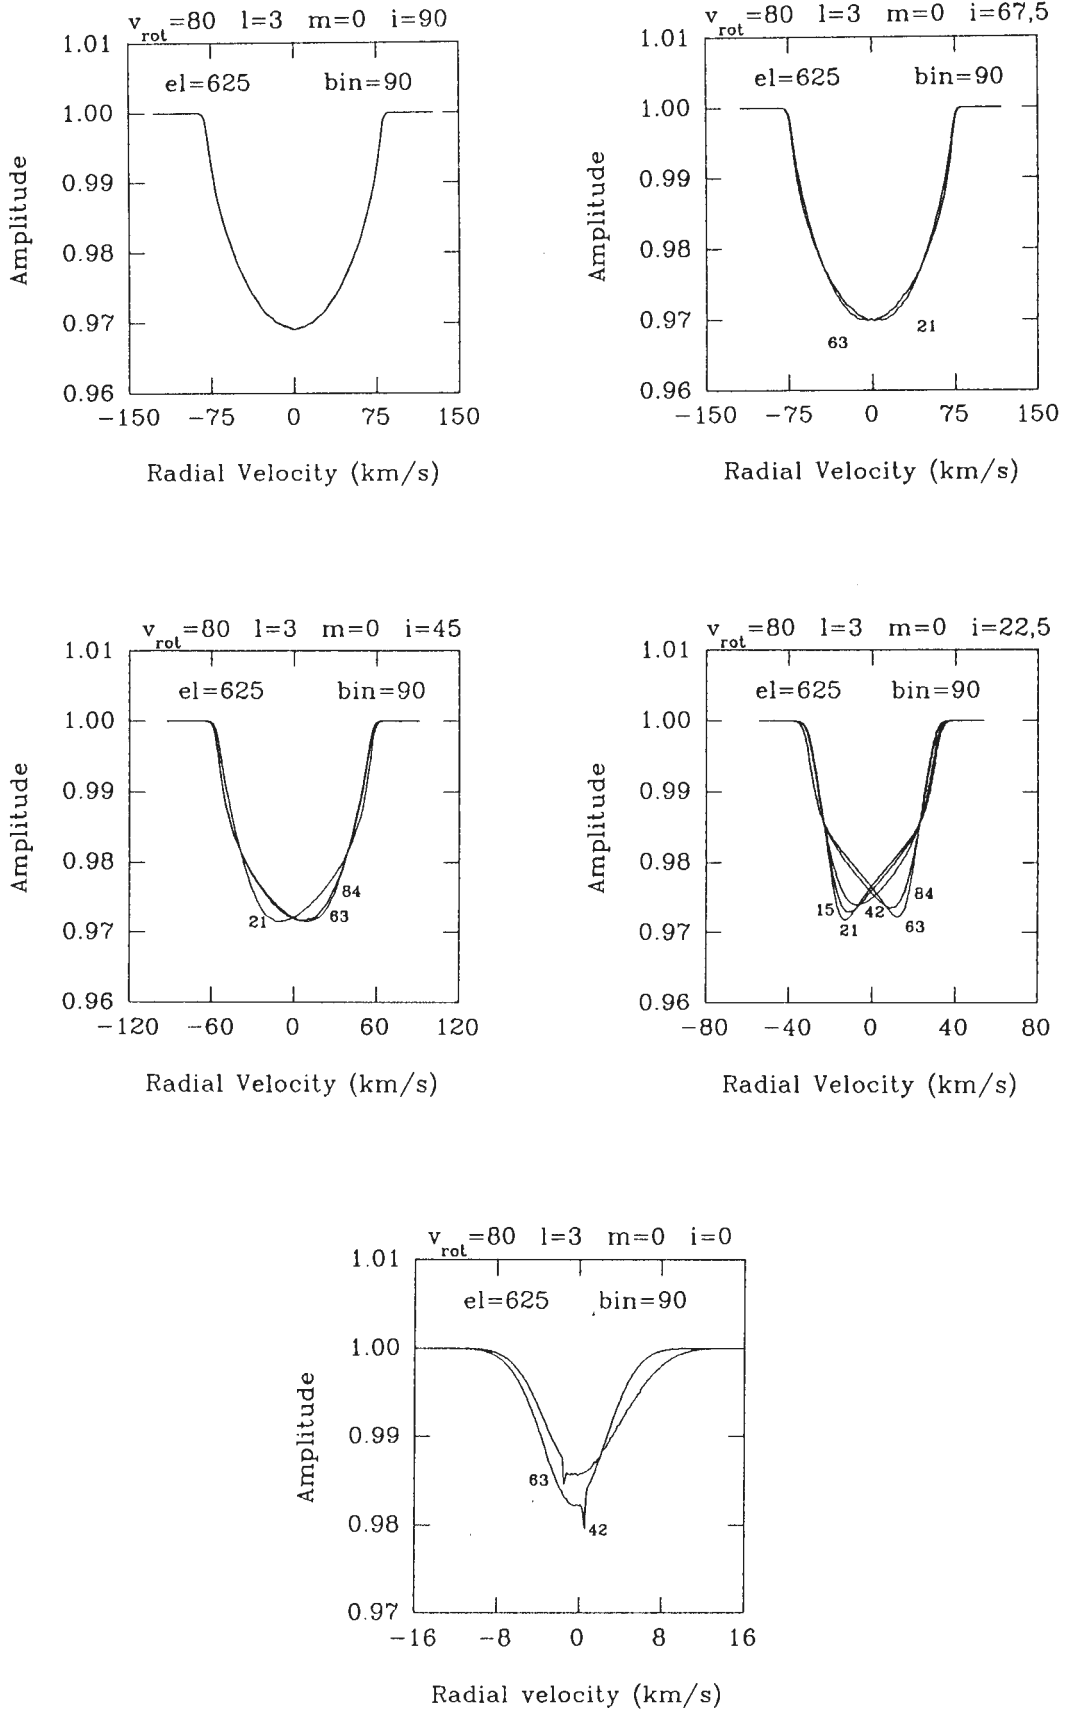 v_rot=80 l=3 m=0 i=90
1.01
el=625 bin=90
1.00
0.99
0.98
0.97
0.96
−150 −75 0 75 150
Amplitude
Radial Velocity (km/s)
v_rot=80 l=3 m=0 i=67,5
1.01
el=625 bin=90
1.00
0.99
0.98
0.97
63 21
0.96
−150 −75 0 75 150
Amplitude
Radial Velocity (km/s)
v_rot=80 l=3 m=0 i=45
1.01
el=625 bin=90
1.00
0.99
0.98
84
21 63
0.97
0.96
−120 −60 0 60 120
Amplitude
Radial Velocity (km/s)
v_rot=80 l=3 m=0 i=22,5
1.01
el=625 bin=90
1.00
0.99
0.98
84
15 42
21 63
0.97
0.96
−80 −40 0 40 80
Amplitude
Radial Velocity (km/s)
v_rot=80 l=3 m=0 i=0
1.01
el=625 bin=90
1.00
0.99
63
0.98
42
0.97
−16 −8 0 8 16
Amplitude
Radial velocity (km/s)